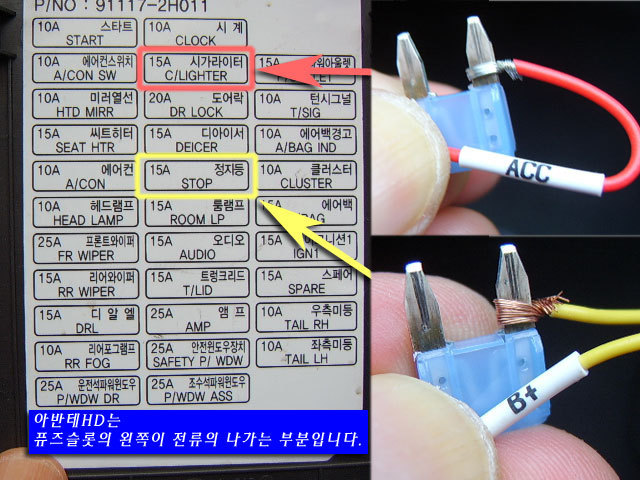 P/NO : 91117-2H011
10A 스타트
START
10A 시 계
CLOCK
10A 에어컨스위치
A/CON SW
15A 시가라이터
C/LIGHTER
15A
10A 미러열선
HTD MIRR
20A 도어락
DR LOCK
10A 턴시그널
T/SIG
15A 씨트히터
SEAT HTR
15A 디아이서
DEICER
10A 에어백경고
A/BAG IND
10A 에어컨
A/CON
15A 정지등
STOP
10A 클러스터
CLUSTER
10A 헤드램프
HEAD LAMP
15A 룸램프
ROOM LP
에어백
25A 프론트와이퍼
FR WIPER
15A 오디오
AUDIO
IGN1
15A 리어와이퍼
RR WIPER
15A 트렁크리드
T/LID
15A 스페어
SPARE
15A 디 알 엘
DRL
25A 앰 프
AMP
10A 우측미등
TAIL RH
10A 리어포그램프
RR FOG
25A 안전윈도우장치
SAFETY P/ WDW
10A 좌측미등
TAIL LH
25A 운전석파워윈도우
P/WDW DR
25A 조수석파워윈도우
P/WDW ASS
아반테HD는
퓨즈슬롯의 왼쪽이 전류의 나가는 부분입니다.
ACC
B+